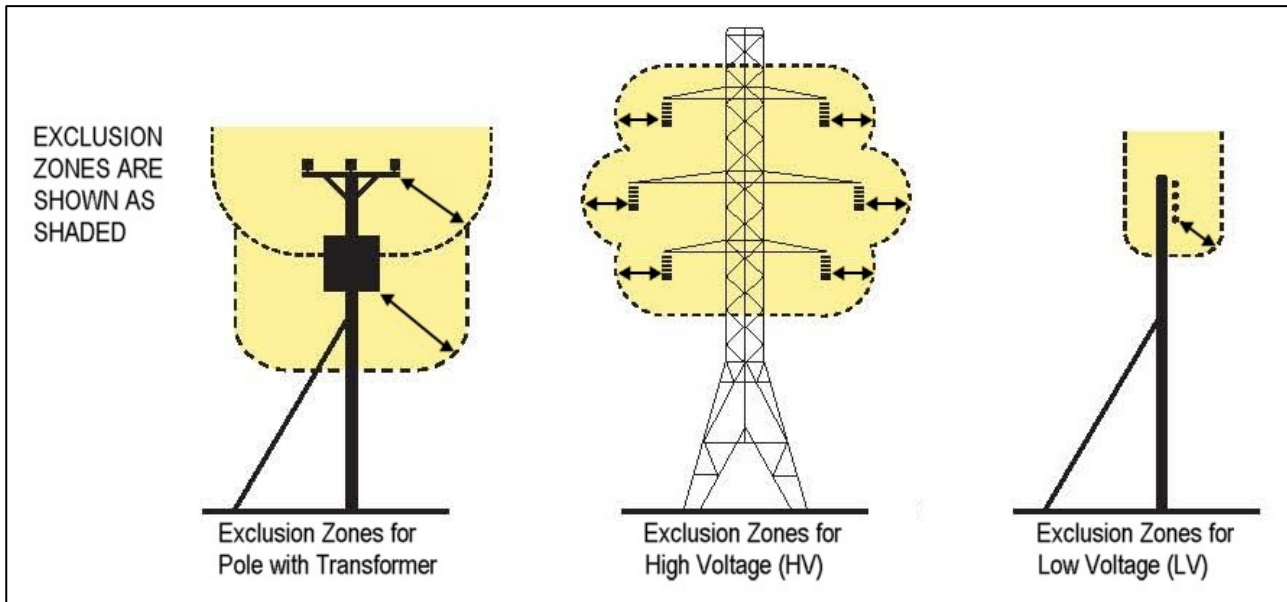 EXCLUSION
ZONES ARE
SHOWN AS
SHADED
Exclusion Zones for
Pole with Transformer
Exclusion Zones for
High Voltage (HV)
Exclusion Zones for
Low Voltage (LV)